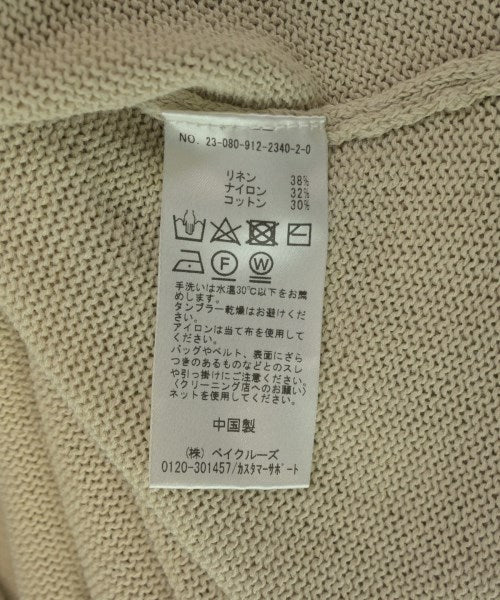 NO. 23-080-912-2340-2-0
リネン 38%
ナイロン 32%
コットン 30%
F
W
手洗いは水温30℃以下をお薦
めします。
タンブラー乾燥はお避けくださ
い。
アイロンは当て布を使用して
ください。
バッグやベルト、表面にざら
つきのあるものなどとのスレ
や引っ掛けにご注意ください。
〈クリーニング店へのお願い〉
ネットを使用してください。
中国製
(株) ベイクルーズ
0120-301457/カスタマーサポート